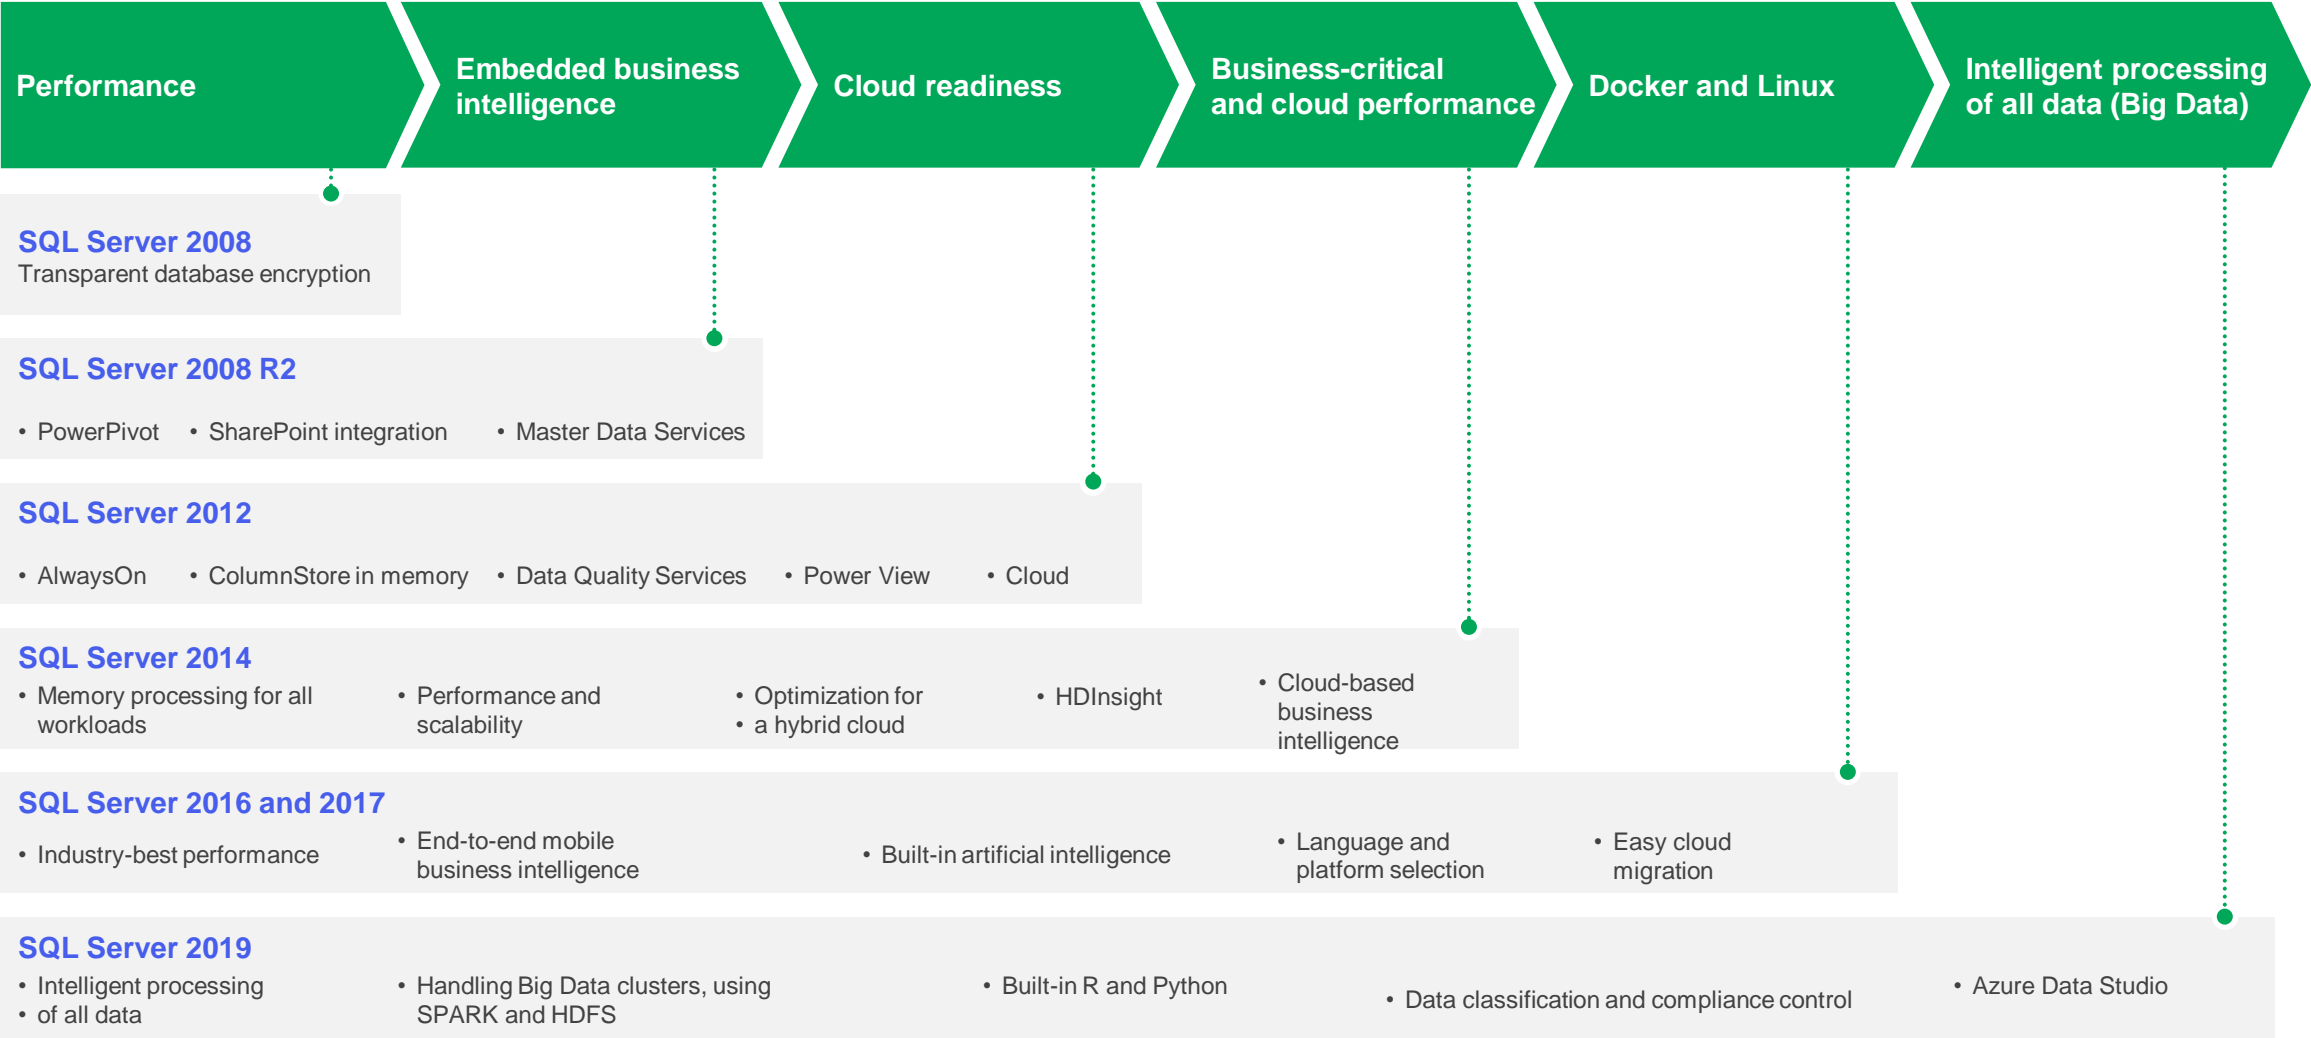 Performance
Embedded business
intelligence
Cloud readiness
Business-critical
and cloud performance
Docker and Linux
Intelligent processing
of all data (Big Data)
SQL Server 2008
Transparent database encryption
SQL Server 2008 R2
• PowerPivot • SharePoint integration • Master Data Services
SQL Server 2012
• AlwaysOn • ColumnStore in memory • Data Quality Services • Power View • Cloud
SQL Server 2014
• Memory processing for all
workloads
• Performance and
scalability
• Optimization for
• a hybrid cloud
• HDInsight
• Cloud-based
business
intelligence
SQL Server 2016 and 2017
• Industry-best performance
• End-to-end mobile
business intelligence
• Built-in artificial intelligence
• Language and
platform selection
• Easy cloud
migration
SQL Server 2019
• Intelligent processing
• of all data
• Handling Big Data clusters, using
SPARK and HDFS
• Built-in R and Python
• Data classification and compliance control
• Azure Data Studio